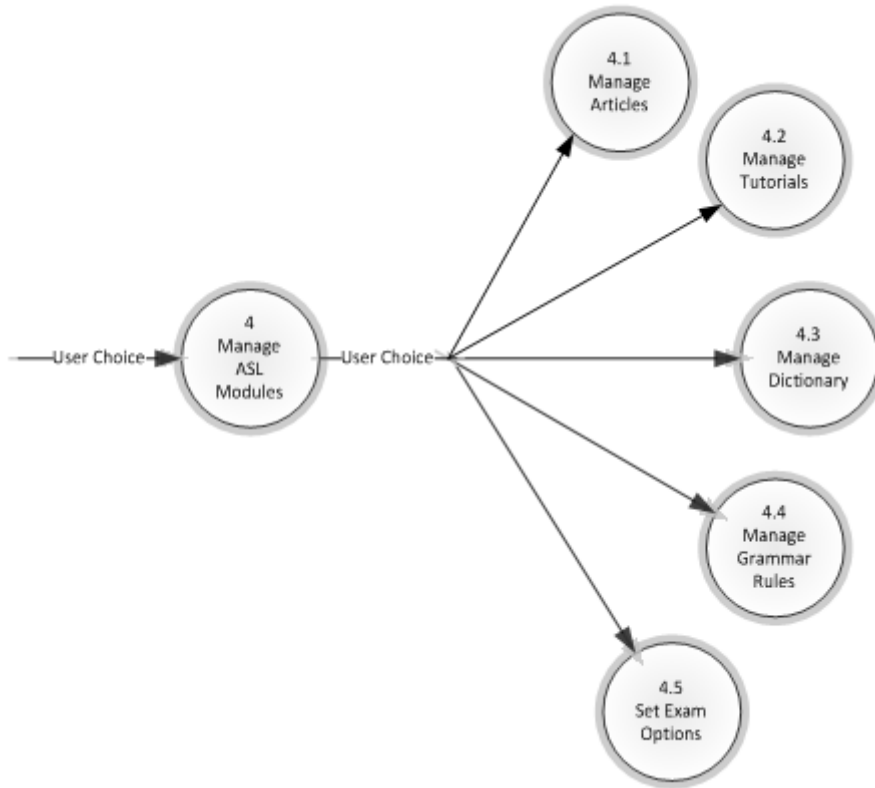 4.1
Manage
Articles
4.2
Manage
Tutorials
User Choice
4
Manage
ASL
Modules
User Choice
4.3
Manage
Dictionary
4.4
Manage
Grammar
Rules
4.5
Set Exam
Options